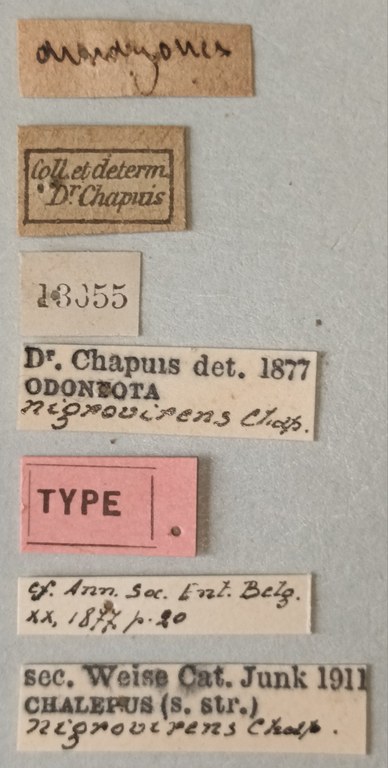 Coll. et determ.
Dr Chapuis
13055
Dr. Chapuis det. 1877
ODONTOTA
nigrovirens Chap.
TYPE
cf. Ann. Soc. Ent. Belg.
XX, 1877 p. 20
sec. Weise Cat. Junk 1911
CHALEPUS (s. str.)
nigrovirens Chap.